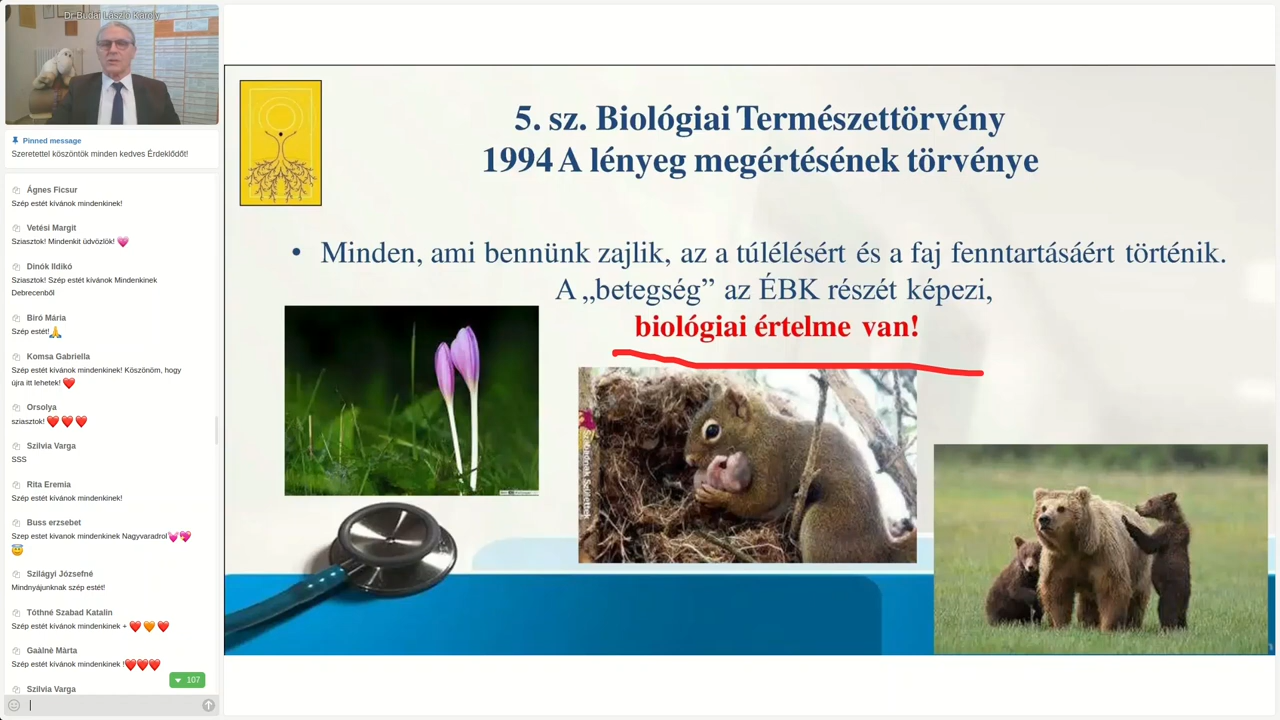 Dr Budai László Károly
Pinned message
Szeretettel köszöntök minden kedves Érdeklődőt!
Ágnes Ficsur
Szép estét kívánok mindenkinek!
Vetési Margit
Sziasztok! Mindenkit üdvözlök! 💗
Dinók Ildikó
Sziasztok! Szép estét kívánok Mindenkinek
Debrecenből
Bíró Mária
Szép estét!🙏
Komsa Gabriella
Szép estét kívánok mindenkinek! Köszönöm, hogy
újra itt lehetek! ❤️
Orsolya
sziasztok! ❤️ ❤️ ❤️
Szilvia Varga
SSS
Rita Eremia
Szép estét kívánok mindenkinek!
Buss erzsebet
Szep estet kivanok mindenkinek Nagyvaradrol💓💖
😇
Szilágyi Józsefné
Mindnyájunknak szép estét!
Tóthné Szabad Katalin
Szép estét kívánok mindenkinek + ❤️ 🧡 ❤️
Gaàlnè Màrta
Szép estét kívánok mindenkinek !❤️❤️❤️
Szilvia Varga
107
5. sz. Biológiai Természettörvény
1994 A lényeg megértésének törvénye
• Minden, ami bennünk zajlik, az a túlélésért és a faj fenntartásáért történik.
A „betegség” az ÉBK részét képezi,
biológiai értelme van!